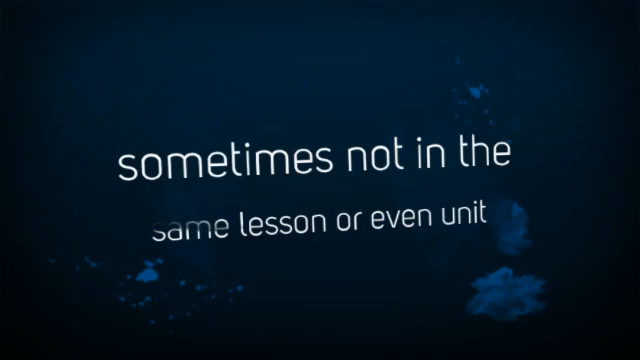 sometimes not in the
same lesson or even unit